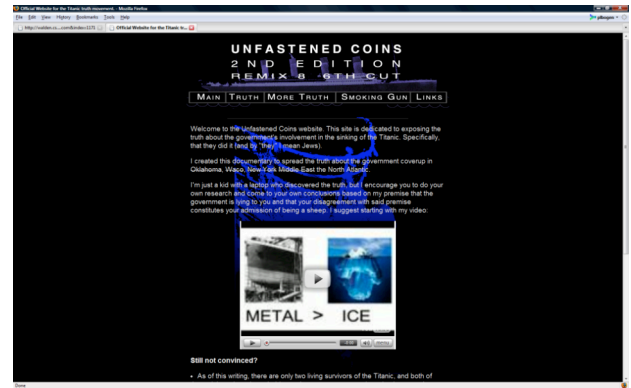 Official Website for the Titanic truth movement. - Mozilla Firefox
File Edit View History Bookmarks Tools Help
Official Website for the Titanic tr...
UNFASTENED COINS
2ND EDITION
REMIX 8 6TH CUT
MAIN TRUTH MORE TRUTH SMOKING GUN LINKS
Welcome to the Unfastened Coins website. This site is dedicated to exposing the
truth about the government's involvement in the sinking of the Titanic. Specifically,
that they did it (and by "they" I mean Jews).
I created this documentary to spread the truth about the government coverup in
Oklahoma, Waco, New York Middle East the North Atlantic.
I'm just a kid with a laptop who discovered the truth, but I encourage you to do your
own research and come to your own conclusions based on my premise that the
government is lying to you and that your disagreement with said premise
constitutes your admission of being a sheep. I suggest starting with my video:
METAL > ICE
Still not convinced?
• As of this writing, there are only two living survivors of the Titanic, and both of
Done